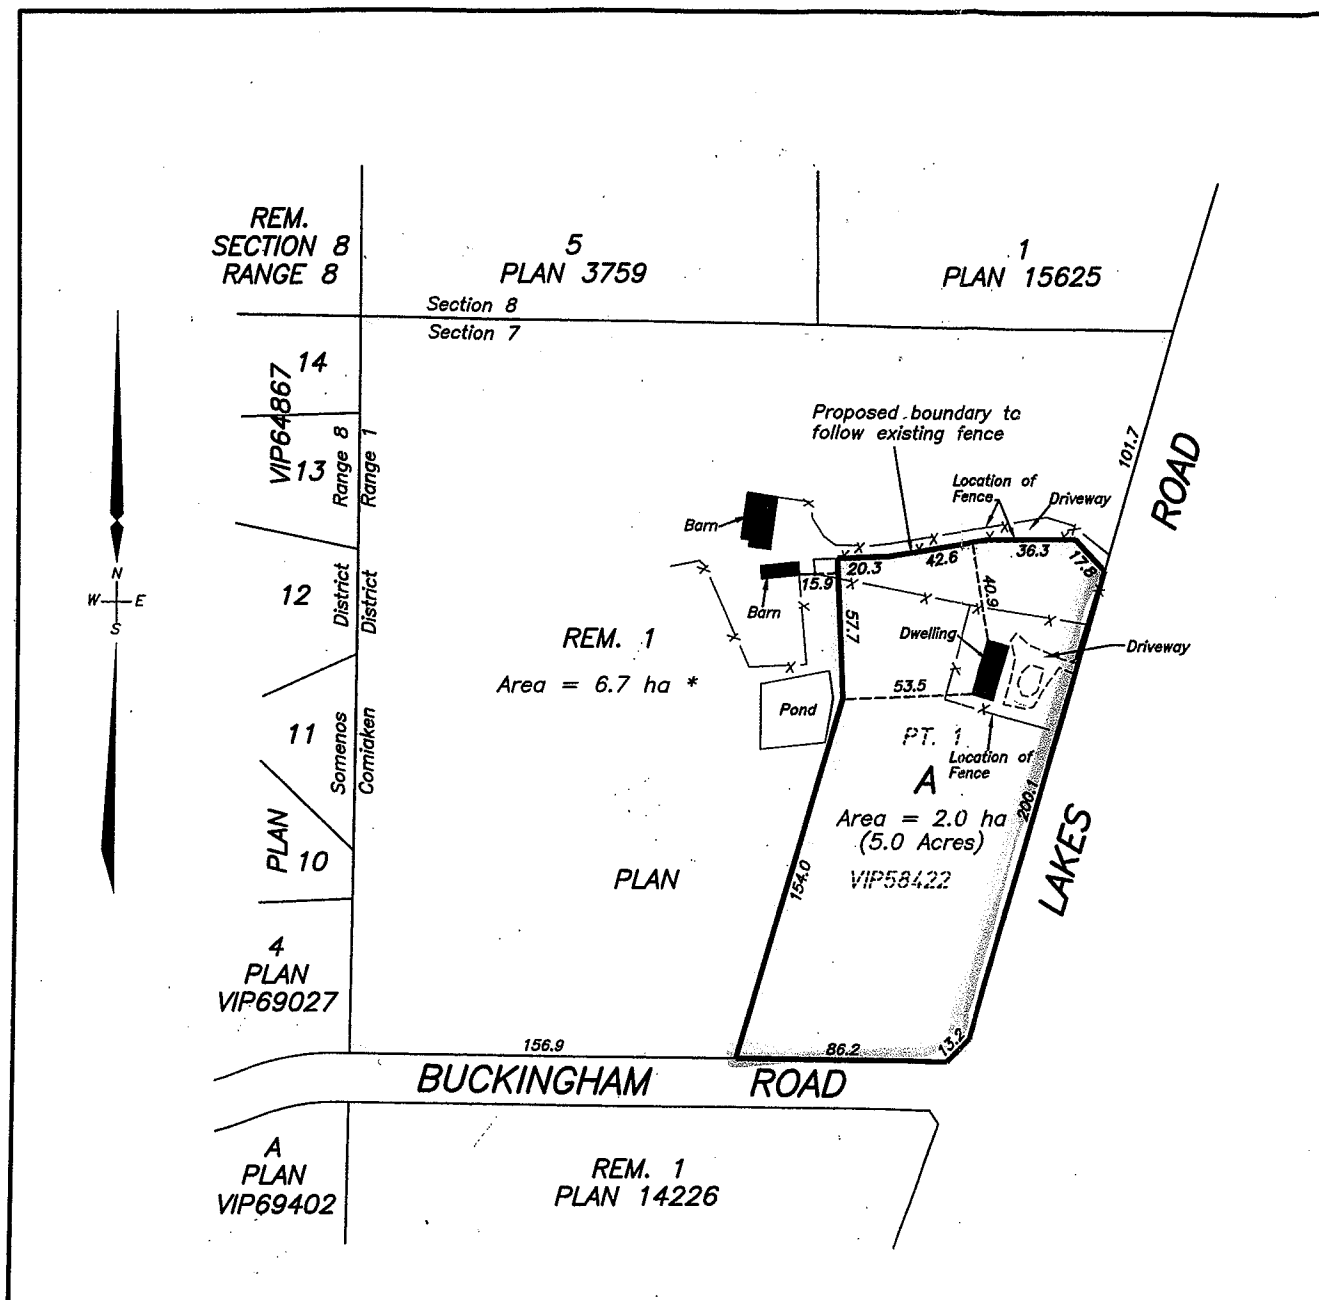 REM.
SECTION 8
RANGE 8
5
PLAN 3759
1
PLAN 15625
Section 8
Section 7
14
VIP64867
13
Range 8
Range 1
Proposed boundary to
follow existing fence
101.7
ROAD
Location of
Fence
Driveway
Barn
36.3
17.8
42.6
20.3
15.9
40.9
N
W E
S
12
District
District
Barn
57.7
Dwelling
Driveway
REM. 1
Area = 6.7 ha *
53.5
Pond
11
Somenos
Comiaken
PT. 1
Location of
Fence
A
200.1
Area = 2.0 ha
(5.0 Acres)
LAKES
PLAN
10
PLAN
154.0
VIP58422
4
PLAN
VIP69027
156.9
86.2
13.2
BUCKINGHAM ROAD
A
PLAN
VIP69402
REM. 1
PLAN 14226